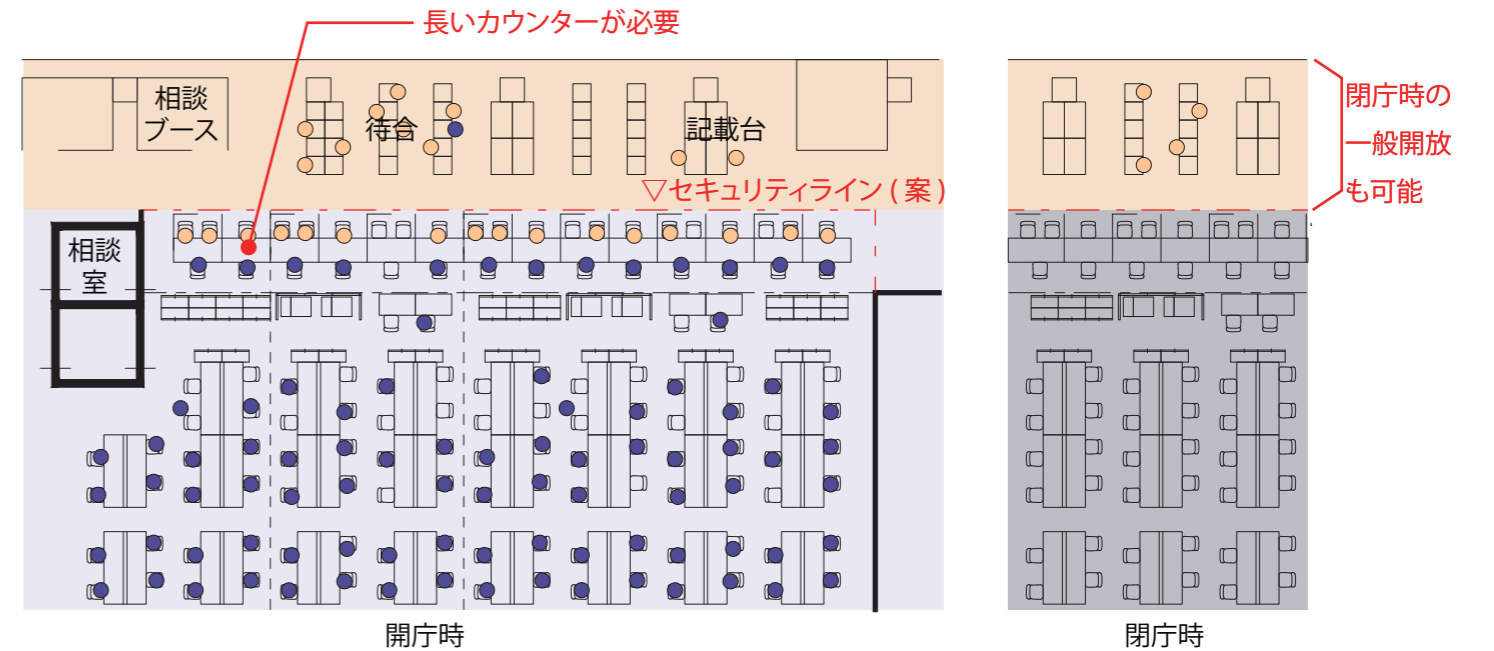 長いカウンターが必要
相談
ブース
待合
記載台
▽セキュリティライン ( 案 )
相談
室
開庁時
閉庁時の
一般開放
も可能
閉庁時